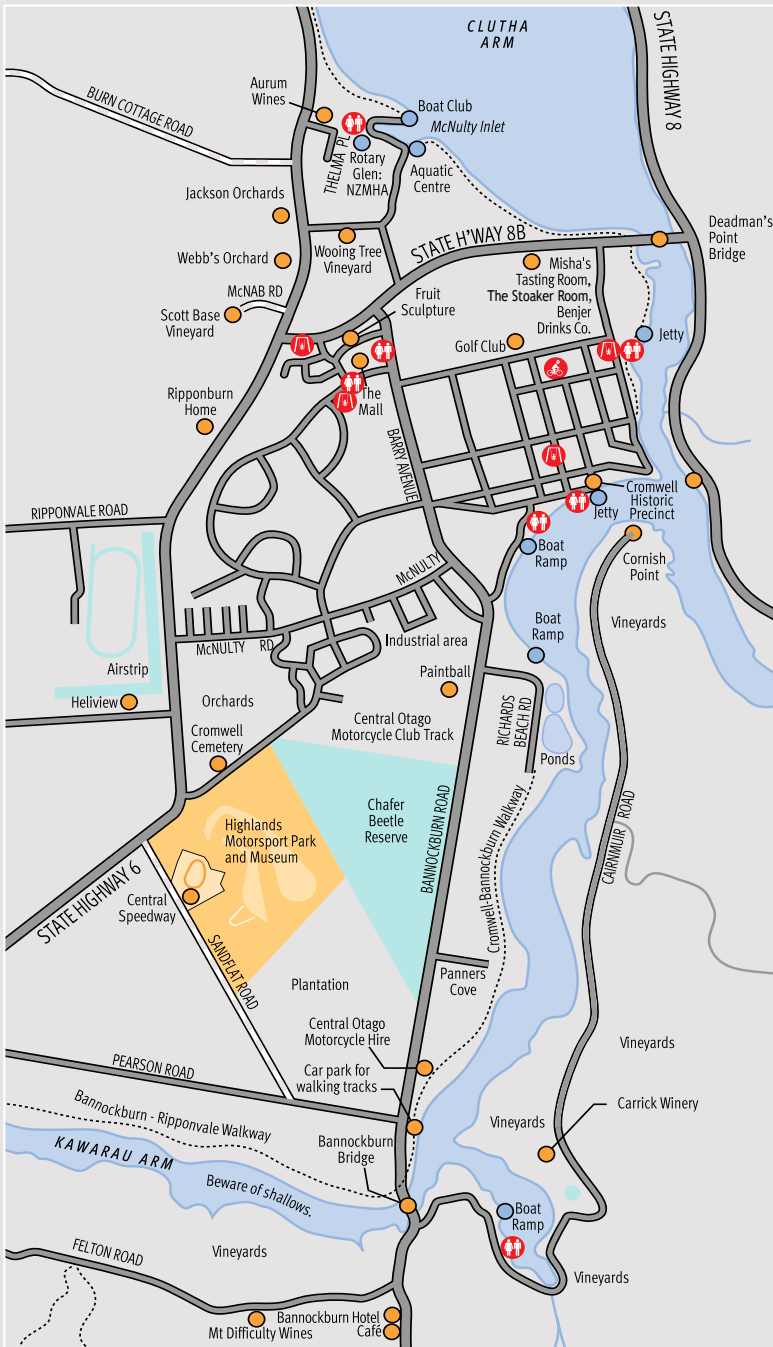 CLUTHA
ARM
STATE HIGHWAY 8
BURN COTTAGE ROAD
Aurum
Wines
Boat Club
McNulty Inlet
THELMA PL
Rotary
Glen:
NZMHA
Aquatic
Centre
Jackson Orchards
Deadman's
Point
Bridge
STATE H'WAY 8B
Wooing Tree
Vineyard
Webb's Orchard
Misha's
Tasting Room,
The Stoaker Room,
Benjer
Drinks Co.
McNAB RD
Fruit
Sculpture
Scott Base
Vineyard
Golf Club
Jetty
The
Mall
Ripponburn
Home
BARRY AVENUE
RIPPONVALE ROAD
Cromwell
Historic
Precinct
Jetty
Boat
Ramp
Cornish
Point
McNULTY
Vineyards
Boat
Ramp
McNULTY RD
Industrial area
Airstrip
Paintball
Heliview
Orchards
RICHARDS
BEACH RD
Central Otago
Motorcycle Club Track
Cromwell
Cemetery
Ponds
Chafer
Beetle
Reserve
BANNOCKBURN ROAD
Cromwell-Bannockburn Walkway
CAIRNMUIR ROAD
Highlands
Motorsport Park
and Museum
STATE HIGHWAY 6
Central
Speedway
SANDFLAT ROAD
Panners
Cove
Plantation
Central Otago
Motorcycle Hire
Vineyards
PEARSON ROAD
Car park for
walking tracks
Carrick Winery
Vineyards
Bannockburn - Ripponvale Walkway
Bannockburn
Bridge
KAWARAU ARM
Beware of shallows.
Boat
Ramp
FELTON ROAD
Vineyards
Vineyards
Bannockburn Hotel
Café
Mt Difficulty Wines